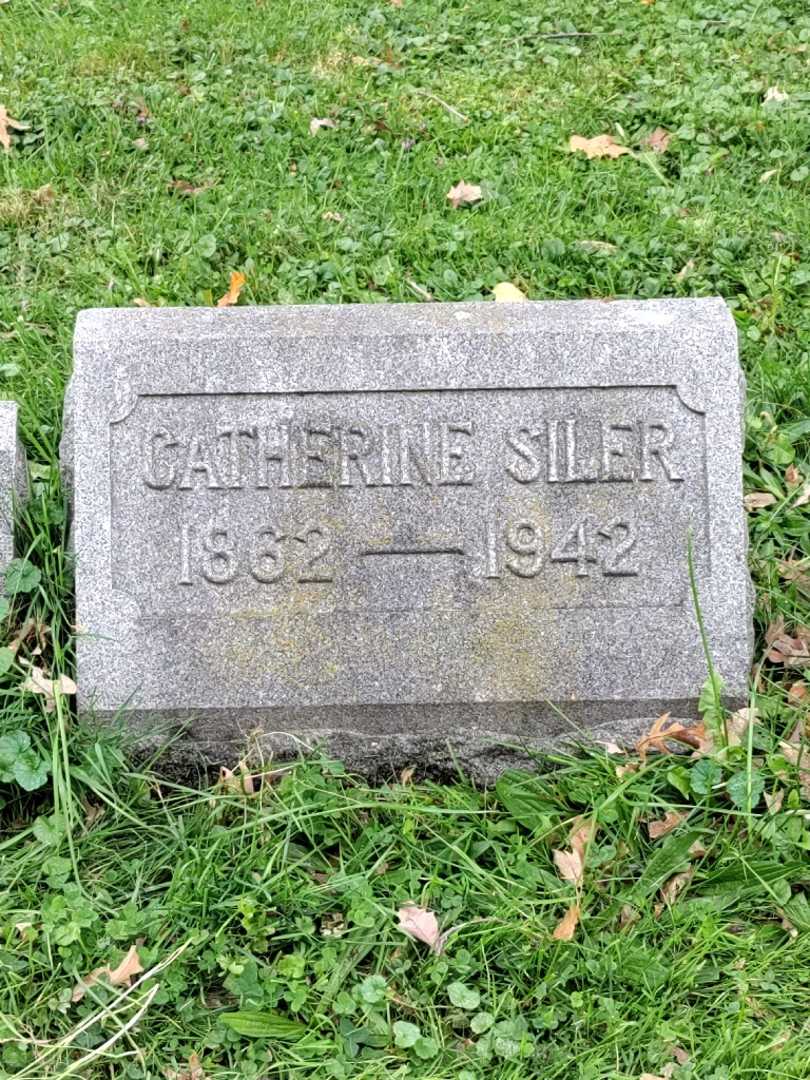 CATHERINE SILER
1862 — 1942